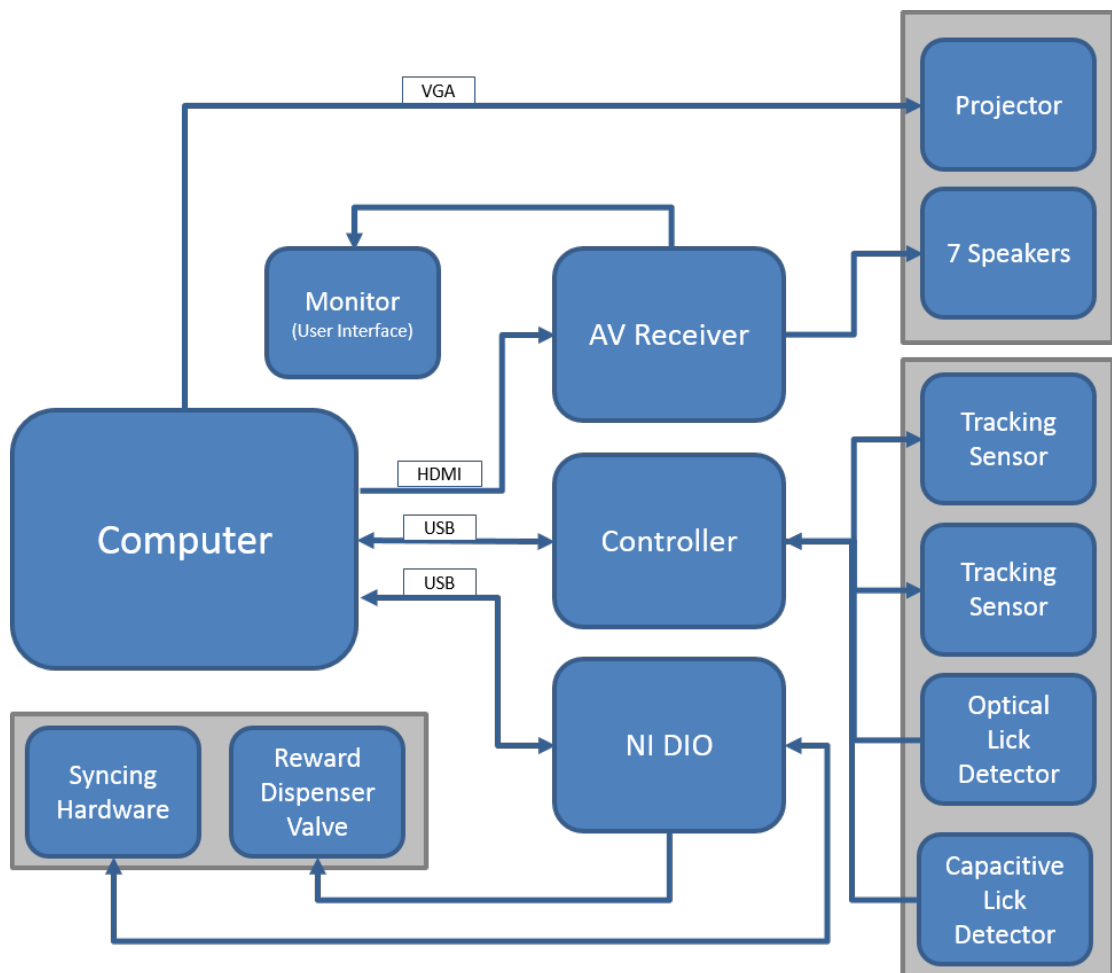 VGA
Projector
7 Speakers
Monitor
(User Interface)
AV Receiver
HDMI
Computer
USB
Controller
USB
Tracking
Sensor
Tracking
Sensor
NI DIO
Optical
Lick
Detector
Syncing
Hardware
Reward
Dispenser
Valve
Capacitive
Lick
Detector